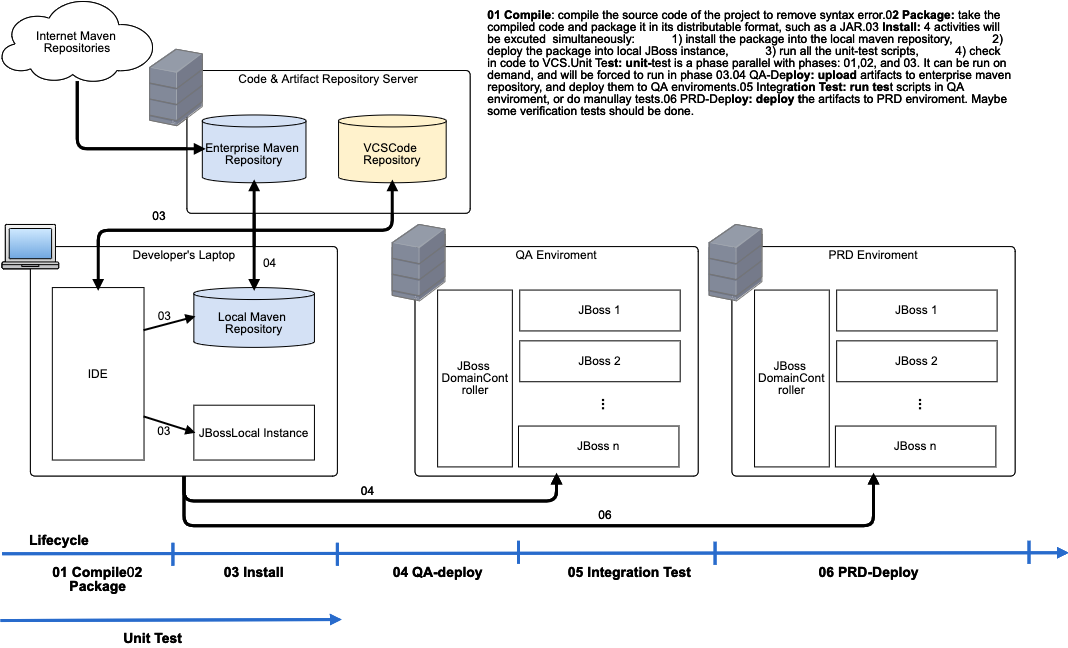 Internet Maven
Repositories
01 Compile: compile the source code of the project to remove syntax error.02 Package: take the
compiled code and package it in its distributable format, such as a JAR.03 Install: 4 activities will
be excuted simultaneously: 1) install the package into the local maven repository, 2)
deploy the package into local JBoss instance, 3) run all the unit-test scripts, 4) check
in code to VCS.Unit Test: unit-test is a phase parallel with phases: 01,02, and 03. It can be run on
demand, and will be forced to run in phase 03.04 QA-Deploy: upload artifacts to enterprise maven
repository, and deploy them to QA enviroments.05 Integration Test: run test scripts in QA
enviroment, or do manullay tests.06 PRD-Deploy: deploy the artifacts to PRD enviroment. Maybe
some verification tests should be done.
Code & Artifact Repository Server
Enterprise Maven
Repository
VCSCode
Repository
03
04
Developer's Laptop
IDE
03
Local Maven
Repository
03
JBossLocal Instance
QA Enviroment
JBoss
DomainCont
roller
JBoss 1
JBoss 2
...
JBoss n
PRD Enviroment
JBoss
DomainCont
roller
JBoss 1
JBoss 2
...
JBoss n
04
06
Lifecycle
01 Compile02
Package
03 Install
04 QA-deploy
05 Integration Test
06 PRD-Deploy
Unit Test